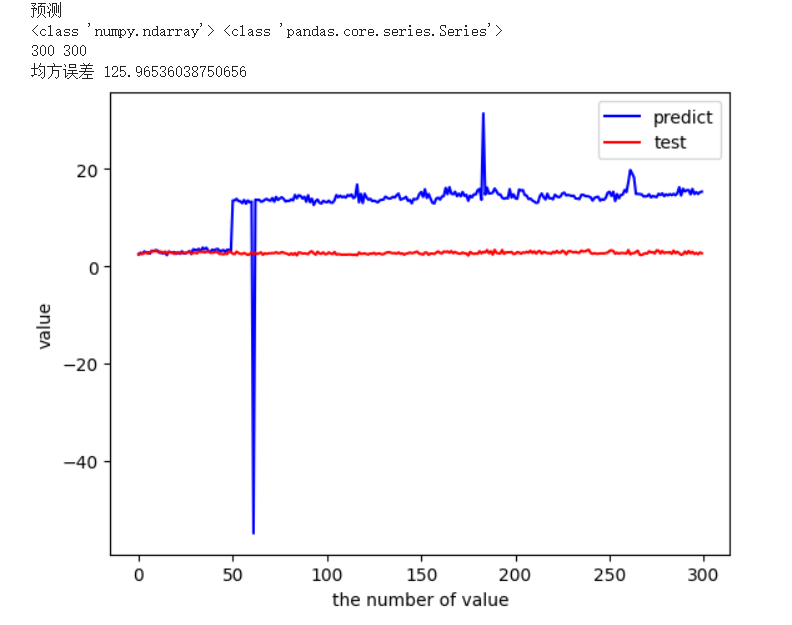 预测
<class 'numpy.ndarray'> <class 'pandas.core.series.Series'>
300 300
均方误差 125.96536038750656
predict
test
20
0
−20
−40
value
0 50 100 150 200 250 300
the number of value